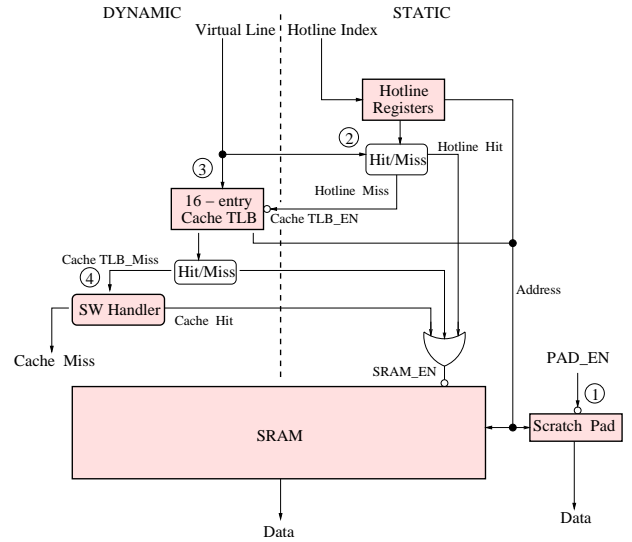 DYNAMIC
STATIC
Virtual Line
Hotline Index
Hotline
Registers
2
Hotline Hit
Hit/Miss
3
Hotline Miss
16 – entry
Cache TLB
Cache TLB_EN
Cache TLB_Miss
4
Hit/Miss
Address
SW Handler
Cache Hit
Cache Miss
PAD_EN
SRAM_EN
1
SRAM
Scratch Pad
Data
Data